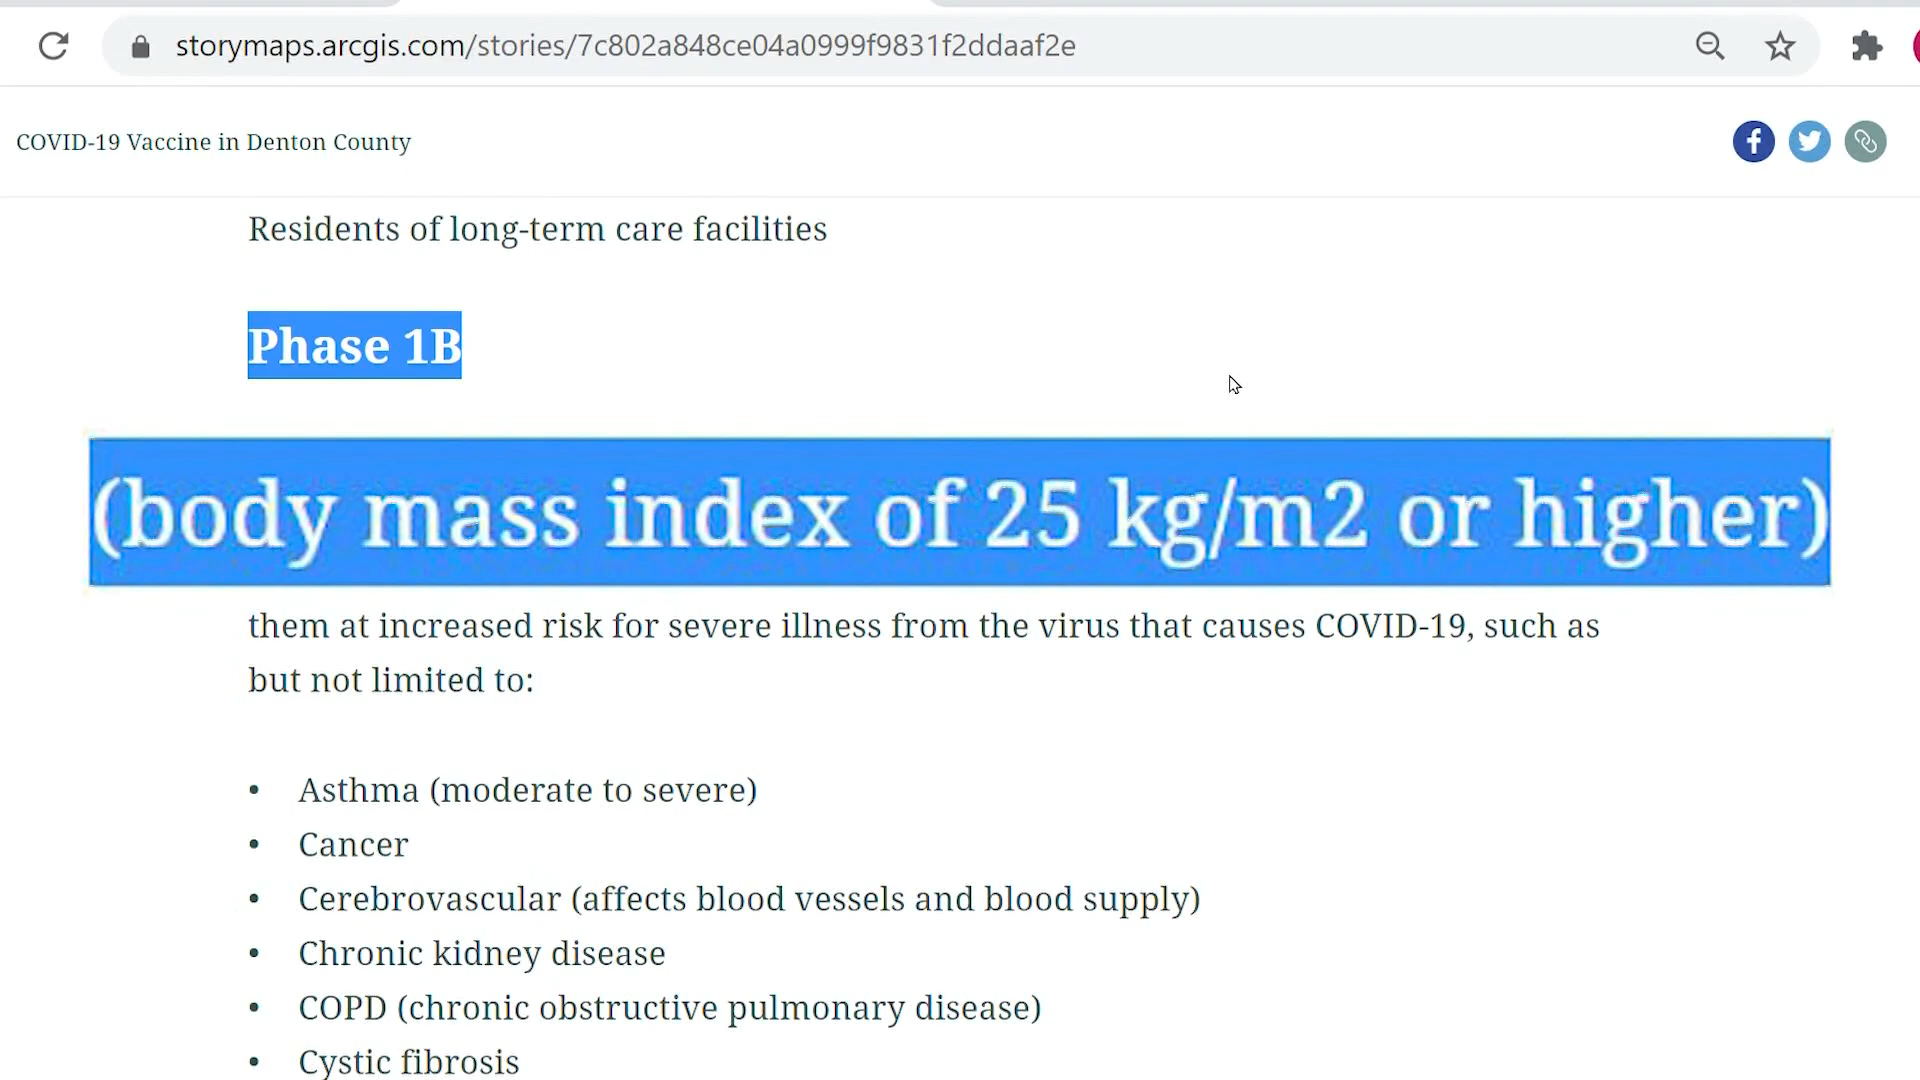 storymaps.arcgis.com/stories/7c802a848ce04a0999f9831f2ddaaf2e
COVID-19 Vaccine in Denton County
Residents of long-term care facilities
Phase 1B
(body mass index of 25 kg/m2 or higher)
them at increased risk for severe illness from the virus that causes COVID-19, such as
but not limited to:
• Asthma (moderate to severe)
• Cancer
• Cerebrovascular (affects blood vessels and blood supply)
• Chronic kidney disease
• COPD (chronic obstructive pulmonary disease)
• Cystic fibrosis